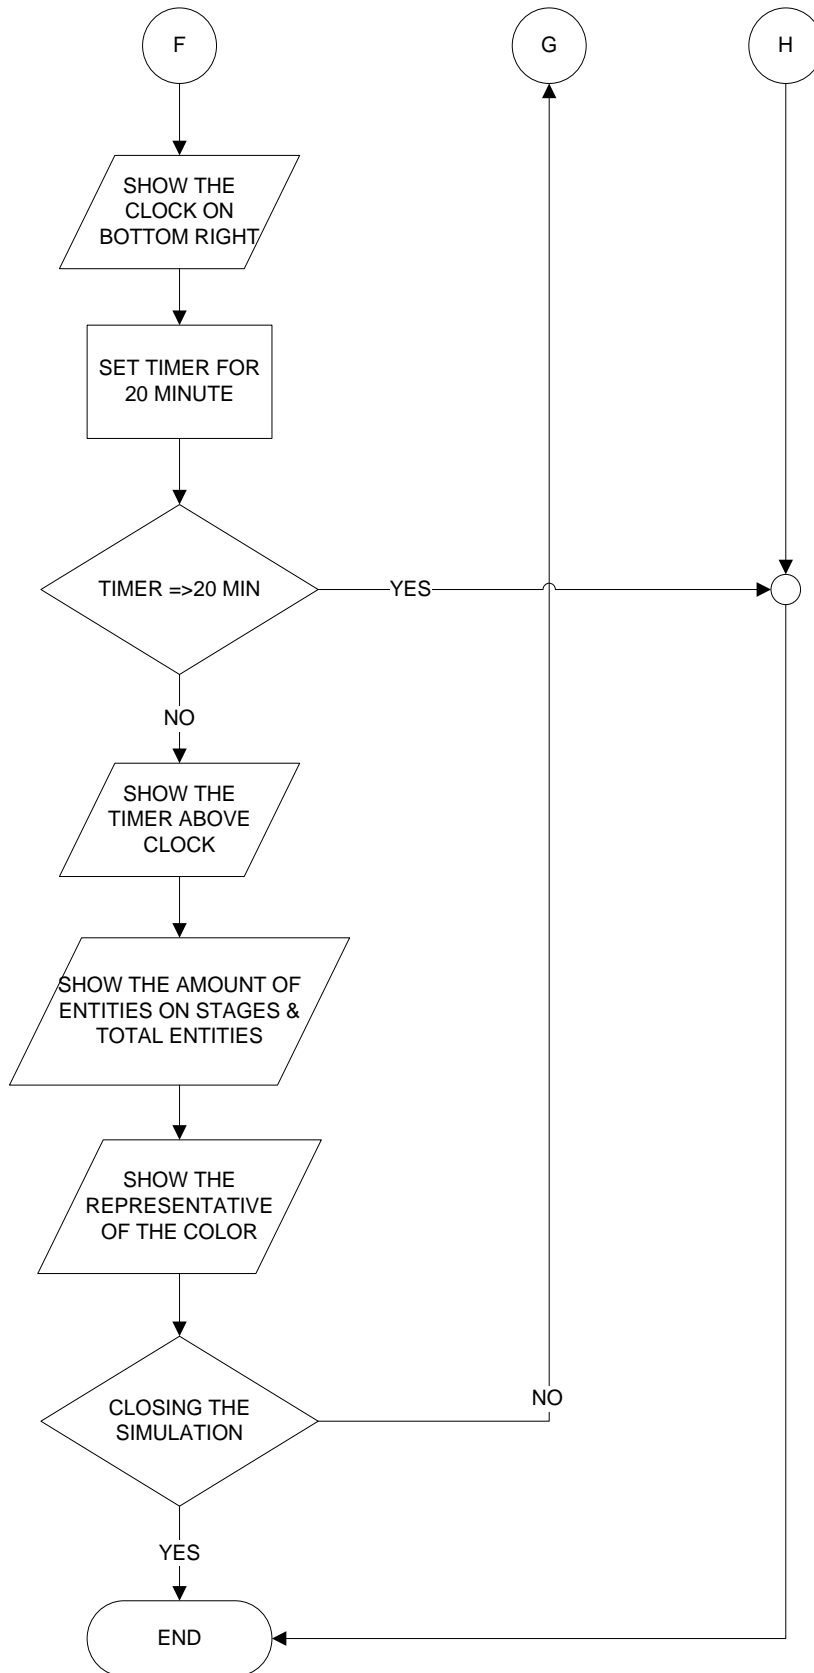 F
G
H
SHOW THE
CLOCK ON
BOTTOM RIGHT
SET TIMER FOR
20 MINUTE
TIMER =>20 MIN
YES
NO
SHOW THE
TIMER ABOVE
CLOCK
SHOW THE AMOUNT OF
ENTITIES ON STAGES &
TOTAL ENTITIES
SHOW THE
REPRESENTATIVE
OF THE COLOR
CLOSING THE
SIMULATION
NO
YES
END